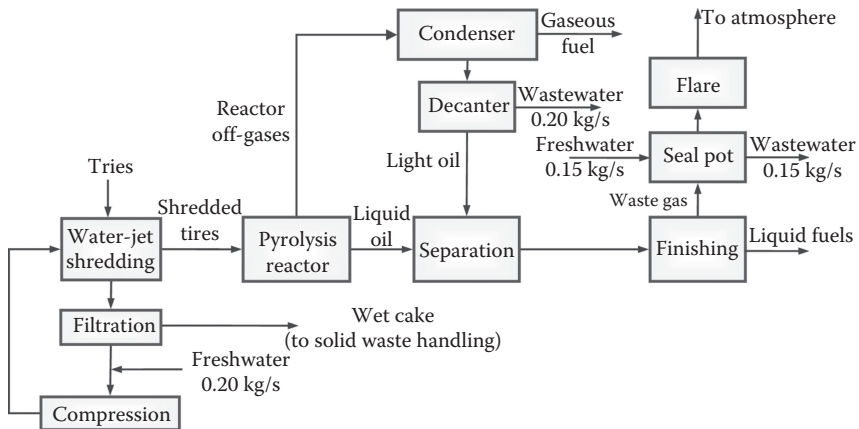 To atmosphere
Condenser
Gaseous
fuel
Flare
Reactor
off-gases
Decanter
Wastewater
0.20 kg/s
Freshwater
0.15 kg/s
Seal pot
Wastewater
0.15 kg/s
Light oil
Tries
Waste gas
Shredded
tires
Liquid
oil
Water-jet
shredding
Pyrolysis
reactor
Separation
Finishing
Liquid fuels
Filtration
Wet cake
(to solid waste handling)
Freshwater
0.20 kg/s
Compression